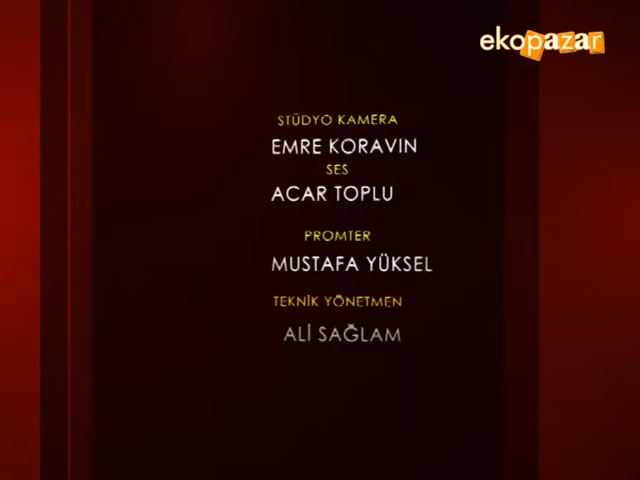 ekopazar
STÜDYO KAMERA
EMRE KORAVIN
SES
ACAR TOPLU
PROMTER
MUSTAFA YÜKSEL
TEKNİK YÖNETMEN
ALİ SAĞLAM